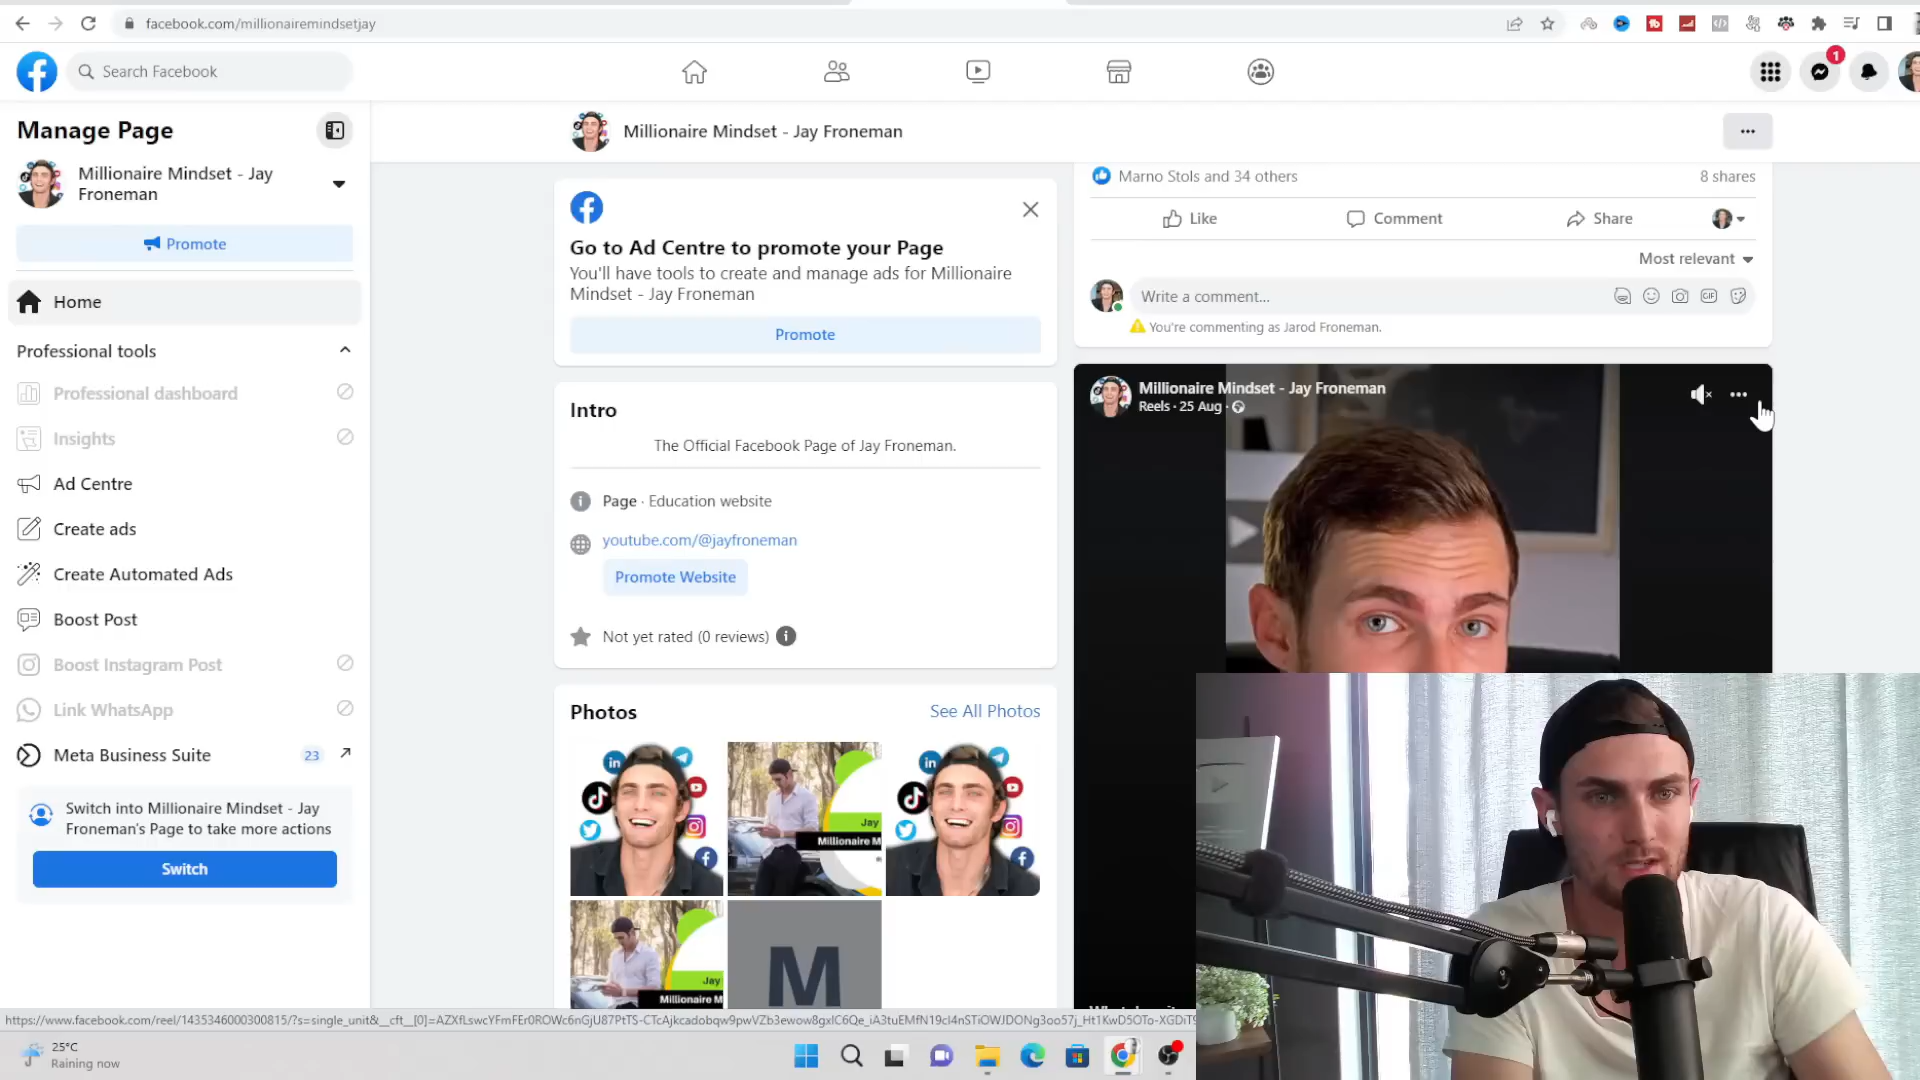 facebook.com/millionairemindsetjay
Search Facebook
1
Manage Page
Millionaire Mindset - Jay
Froneman
Promote
Home
Professional tools
Professional dashboard
Insights
Ad Centre
Create ads
Create Automated Ads
Boost Post
Boost Instagram Post
Link WhatsApp
Meta Business Suite 23
Switch into Millionaire Mindset - Jay
Froneman's Page to take more actions
Switch
Millionaire Mindset - Jay Froneman
Go to Ad Centre to promote your Page
You'll have tools to create and manage ads for Millionaire
Mindset - Jay Froneman
Promote
Intro
The Official Facebook Page of Jay Froneman.
Page · Education website
youtube.com/@jayfroneman
Promote Website
Not yet rated (0 reviews)
Photos See All Photos
Jay
Millionaire M
Jay
Millionaire M
M
Marno Stols and 34 others 8 shares
Like Comment Share
Most relevant
Write a comment...
GIF
You're commenting as Jarod Froneman.
Millionaire Mindset - Jay Froneman
Reels · 25 Aug ·
25°C
Raining now